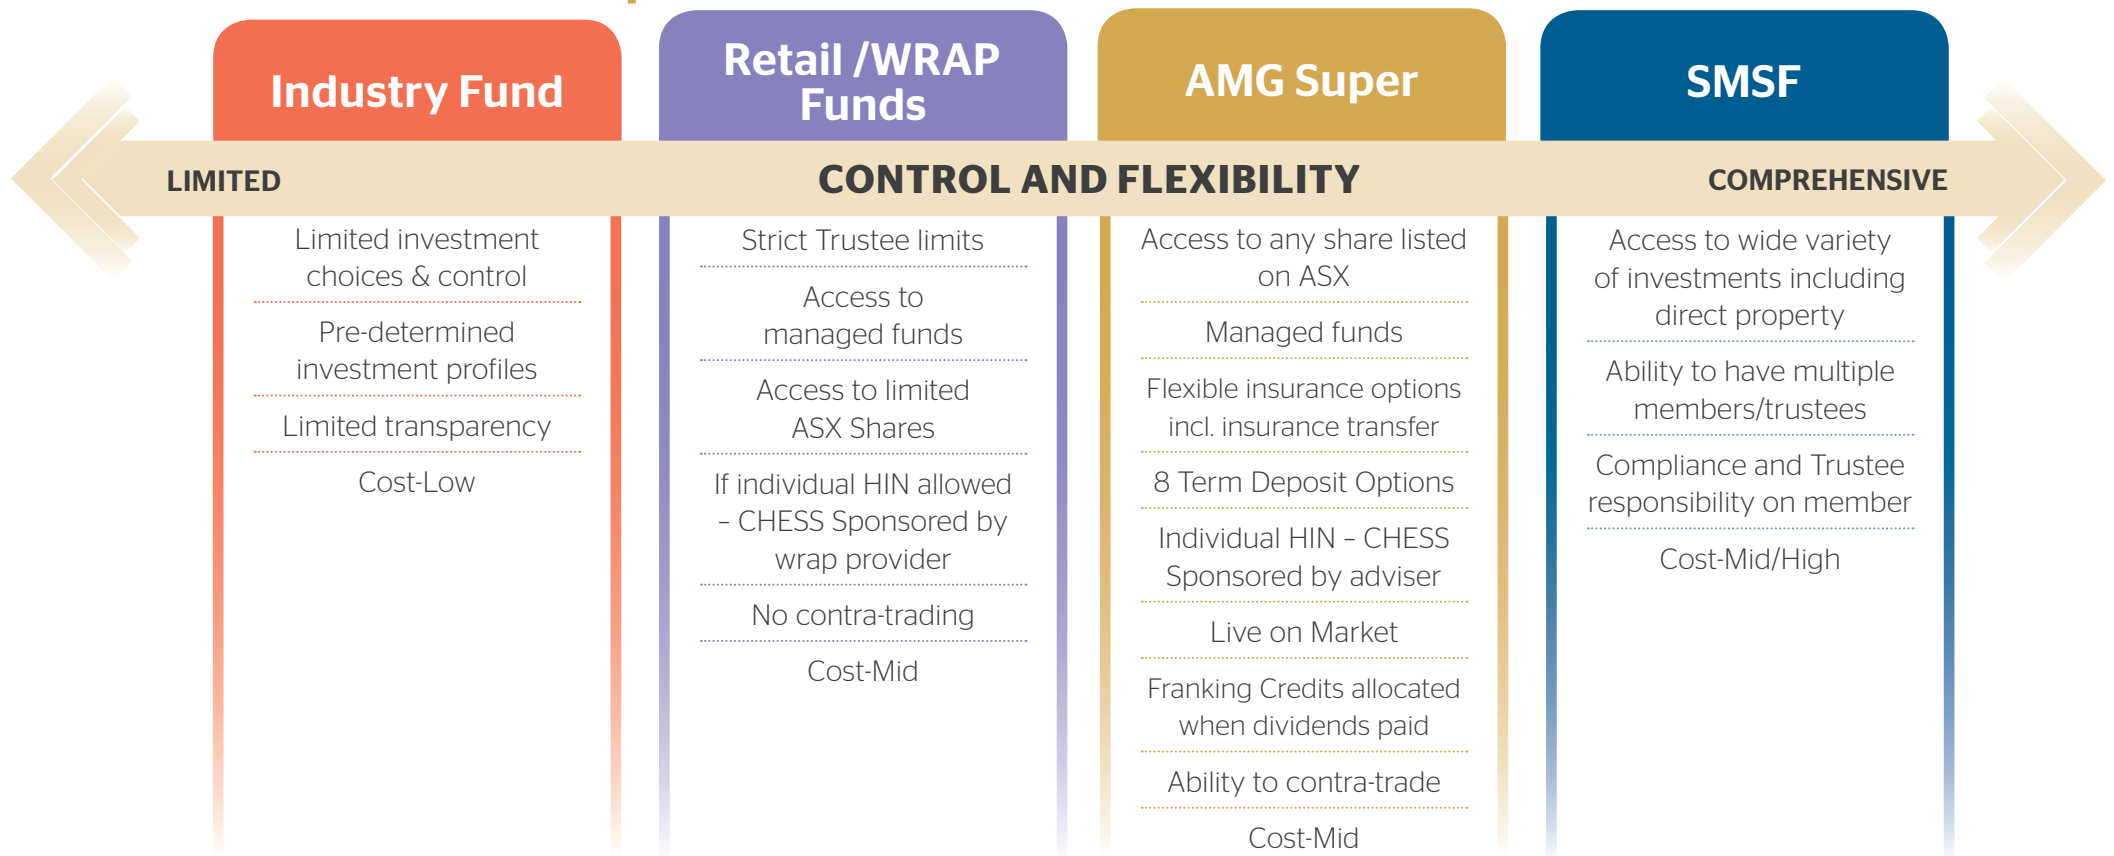 Industry Fund
Retail /WRAP
Funds
AMG Super
SMSF
LIMITED
CONTROL AND FLEXIBILITY
COMPREHENSIVE
Limited investment
choices & control
Pre-determined
investment profiles
Limited transparency
Cost-Low
Strict Trustee limits
Access to
managed funds
Access to limited
ASX Shares
If individual HIN allowed
– CHESS Sponsored by
wrap provider
No contra-trading
Cost-Mid
Access to any share listed
on ASX
Managed funds
Flexible insurance options
incl. insurance transfer
8 Term Deposit Options
Individual HIN – CHESS
Sponsored by adviser
Live on Market
Franking Credits allocated
when dividends paid
Ability to contra-trade
Cost-Mid
Access to wide variety
of investments including
direct property
Ability to have multiple
members/trustees
Compliance and Trustee
responsibility on member
Cost-Mid/High